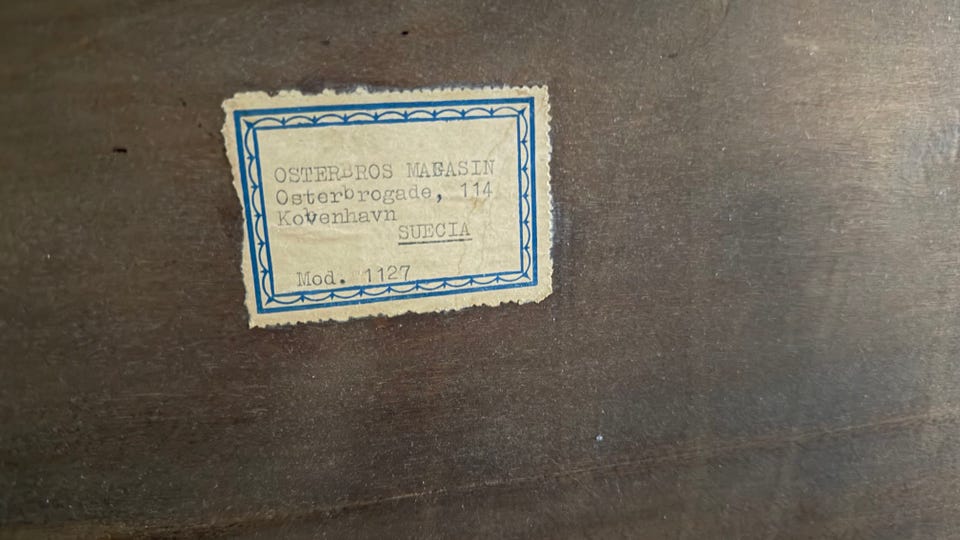 OSTERBROS MAGASIN
Osterbrogade, 114
Kovenhavn
SUECIA
Mod. 1127